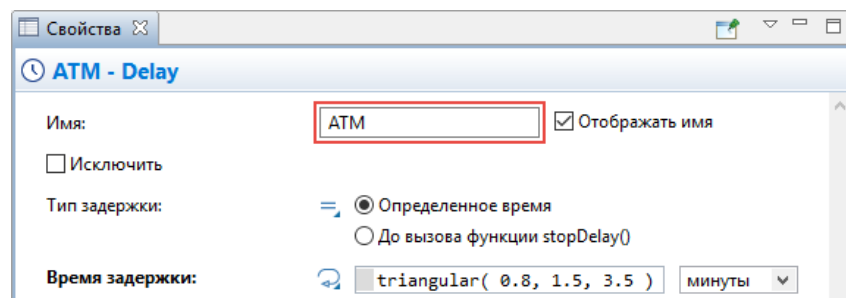 Свойства
ATM - Delay
Имя: ATM Отображать имя
Исключить
Тип задержки: Определенное время
До вызова функции stopDelay()
Время задержки: triangular( 0.8, 1.5, 3.5 ) минуты